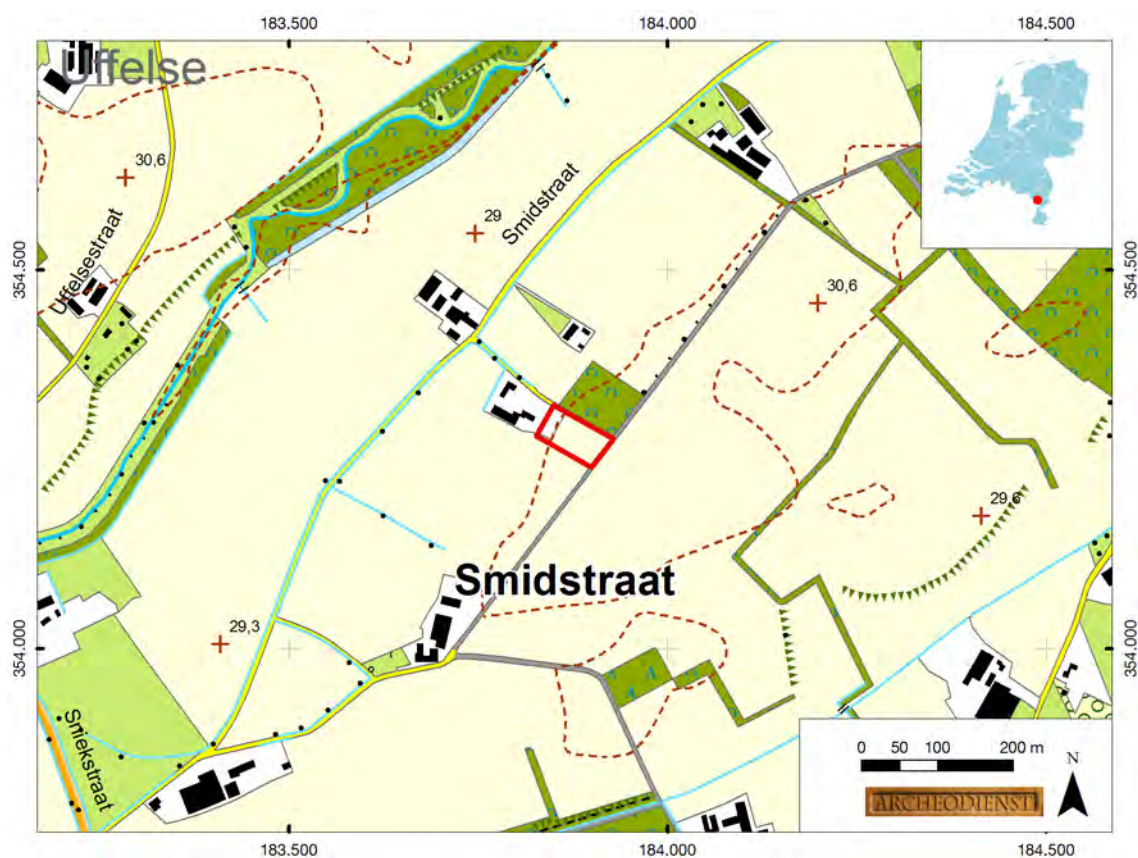 183.500
184.000
184.500
Uffelse
30,6
29
Smidstraat
Uffelsestraat
354.500
354.500
30,6
29,6
Smidstraat
29,3
354.000
354.000
Smiekstraat
0 50 100 200 m
N
ARCHEODIENST
183.500
184.000
184.500